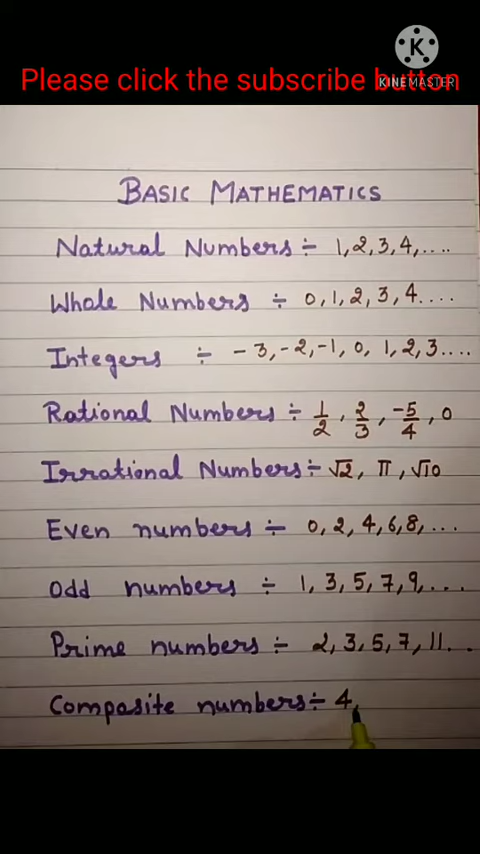 Please click the subscribe button
KINEMASTER
BASIC MATHEMATICS
Natural Numbers ÷ 1,2,3,4,....
Whole Numbers ÷ 0,1,2,3,4....
Integers ÷ -3,-2,-1, 0, 1, 2, 3....
Rational Numbers ÷ 1/2, 2/3, -5/4, 0
Irrational Numbers ÷ √2, π, √10
Even numbers ÷ 0, 2, 4, 6, 8, ...
Odd numbers ÷ 1, 3, 5, 7, 9, ...
Prime numbers ÷ 2, 3, 5, 7, 11...
Composite numbers ÷ 4,